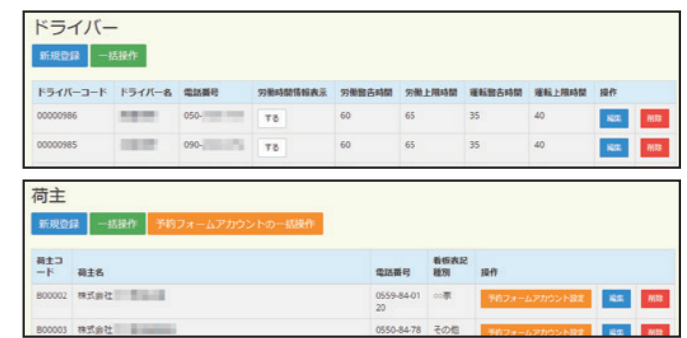 ドライバー
新規登録 一括操作
ドライバーコード ドライバー名 電話番号 労働時間情報表示 労働警告時間 労働上限時間 運転警告時間 運転上限時間 操作
00000986 050- する 60 65 35 40 編集 削除
00000985 090- する 60 65 35 40 編集 削除
荷主
新規登録 一括操作 予約フォームアカウントの一括操作
荷主コード 荷主名 電話番号 看板表記種別 操作
B00002 株式会社 0559-84-0120 予約フォームアカウント設定 編集 削除
B00003 株式会社 0550-84-78 その他 予約フォームアカウント設定 編集 削除